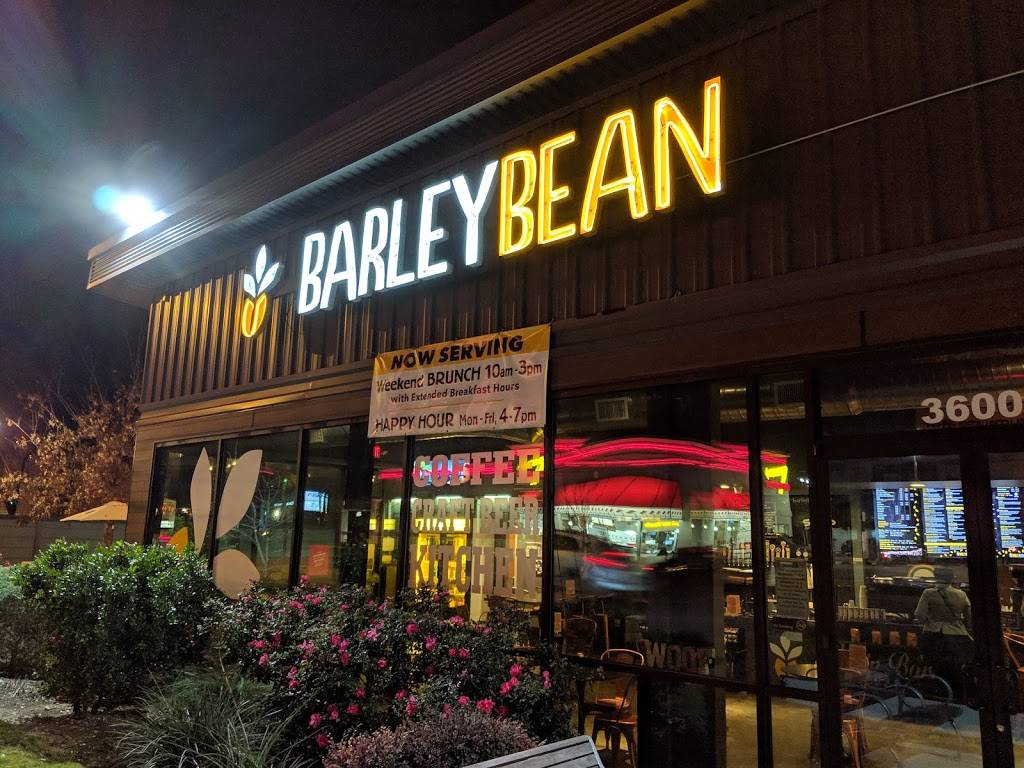 BARLEYBEAN
NOW SERVING
Weekend BRUNCH 10am-3pm
with Extended Breakfast Hours
HAPPY HOUR Mon-Fri, 4-7pm
3600
COFFEE
CRAFT BEER
KITCHEN